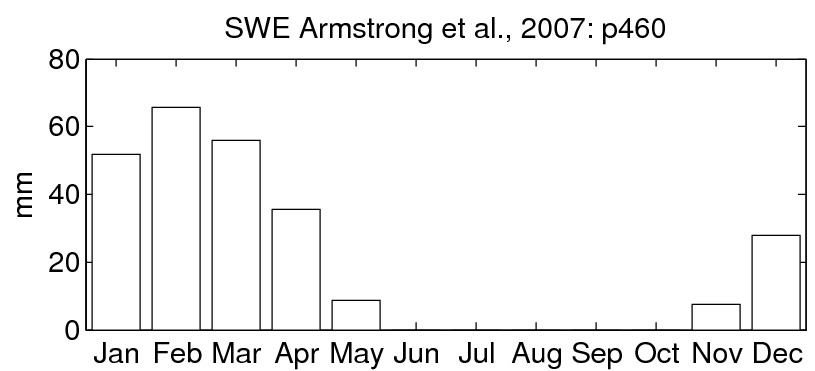 SWE Armstrong et al., 2007: p460
80
60
40
20
0
mm
Jan Feb Mar Apr May Jun Jul Aug Sep Oct Nov Dec